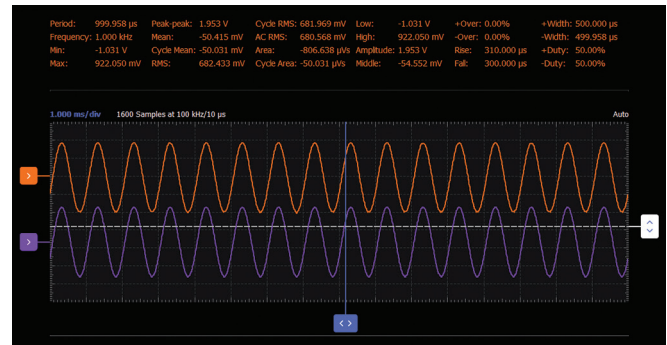 Period: 999.958 µs Peak-peak: 1.953 V Cycle RMS: 681.969 mV Low: -1.031 V +Over: 0.00% +Width: 500.000 µs
Frequency: 1.000 kHz Mean: -50.415 mV AC RMS: 680.568 mV High: 922.050 mV -Over: 0.00% -Width: 499.958 µs
Min: -1.031 V Cycle Mean: -50.031 mV Area: -806.638 µVs Amplitude: 1.953 V Rise: 310.000 µs +Duty: 50.00%
Max: 922.050 mV RMS: 682.433 mV Cycle Area: -50.031 µVs Middle: -54.552 mV Fall: 300.000 µs -Duty: 50.00%
1.000 ms/div 1600 Samples at 100 kHz/10 µs Auto